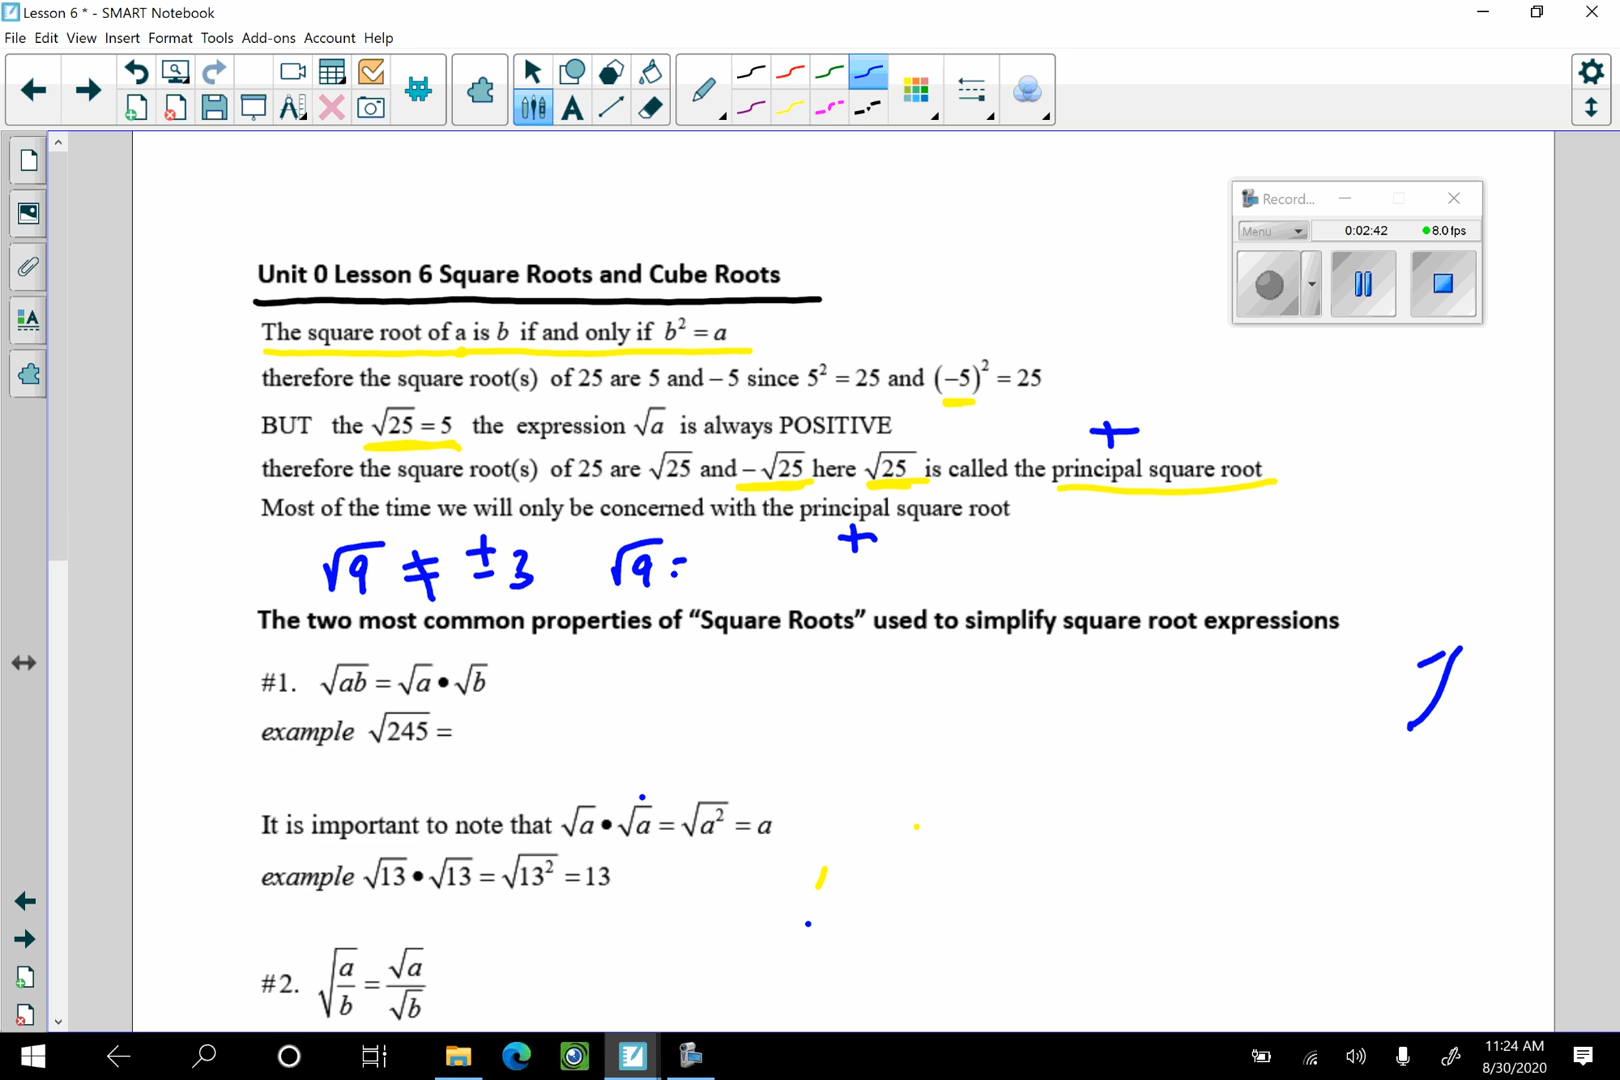 Lesson 6 * - SMART Notebook
File Edit View Insert Format Tools Add-ons Account Help
Record...
Menu 0:02:42 8.0 fps
Unit 0 Lesson 6 Square Roots and Cube Roots
The square root of a is b if and only if b² = a
therefore the square root(s) of 25 are 5 and – 5 since 5² = 25 and (–5)² = 25
BUT the √25 = 5 the expression √a is always POSITIVE
+
therefore the square root(s) of 25 are √25 and – √25 here √25 is called the principal square root
Most of the time we will only be concerned with the principal square root
+
√9 ≠ ± 3 √9 =
The two most common properties of “Square Roots” used to simplify square root expressions
#1. √ab = √a • √b
example √245 =
It is important to note that √a • √a = √a² = a
example √13 • √13 = √13² = 13
#2. √(a/b) = √a/√b
11:24 AM
8/30/2020